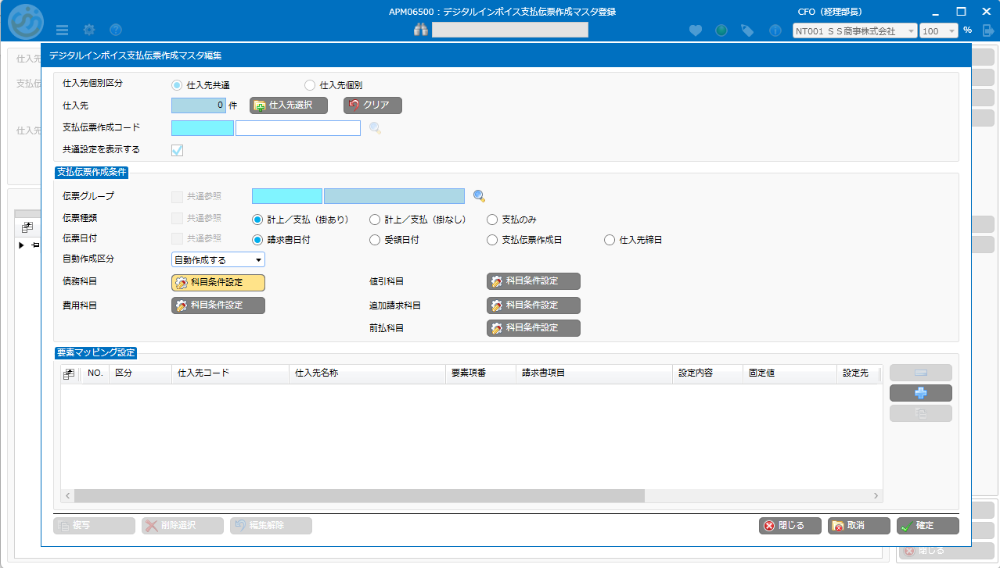 APM06500：デジタルインボイス支払伝票作成マスタ登録
CFO（経理部長）
NT001 ＳＳ商事株式会社
100
%
仕入先
支払伝
仕入先
デジタルインボイス支払伝票作成マスタ編集
仕入先個別区分
仕入先共通
仕入先個別
仕入先
0
件
仕入先選択
クリア
支払伝票作成コード
共通設定を表示する
支払伝票作成条件
伝票グループ
共通参照
伝票種類
共通参照
計上／支払（掛あり）
計上／支払（掛なし）
支払のみ
伝票日付
共通参照
請求書日付
受領日付
支払伝票作成日
仕入先締日
自動作成区分
自動作成する
債務科目
科目条件設定
値引科目
科目条件設定
費用科目
科目条件設定
追加請求科目
科目条件設定
前払科目
科目条件設定
要素マッピング設定
NO.
区分
仕入先コード
仕入先名称
要素項番
請求書項目
設定内容
固定値
設定先
複写
削除選択
編集解除
閉じる
取消
確定
閉じる